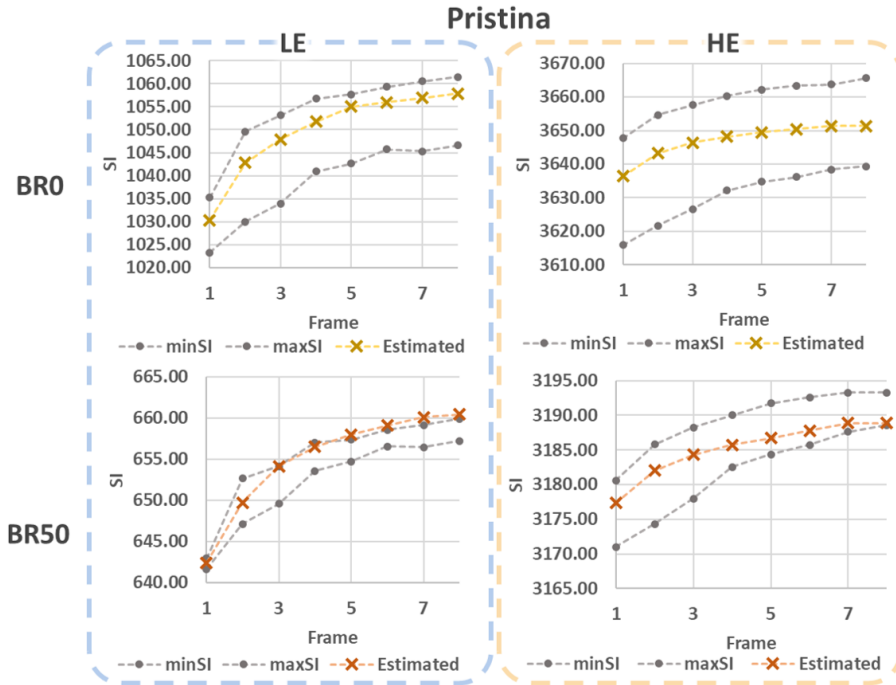 Pristina
LE
HE
BR0
1065.00
1060.00
1055.00
1050.00
1045.00
1040.00
1035.00
1030.00
1025.00
1020.00
SI
1 3 5 7
Frame
minSI maxSI Estimated
3670.00
3660.00
3650.00
3640.00
3630.00
3620.00
3610.00
SI
1 3 5 7
Frame
minSI maxSI Estimated
BR50
665.00
660.00
655.00
650.00
645.00
640.00
SI
1 3 5 7
Frame
minSI maxSI Estimated
3195.00
3190.00
3185.00
3180.00
3175.00
3170.00
3165.00
SI
1 3 5 7
Frame
minSI maxSI Estimated